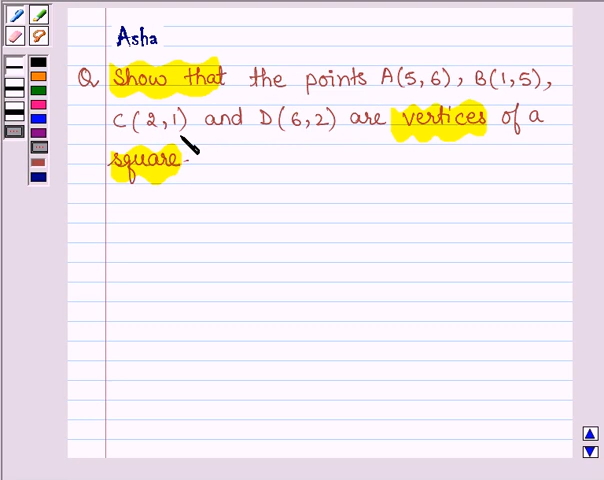 Asha
Q Show that the points A(5,6), B(1,5),
C(2,1) and D(6,2) are vertices of a
square.